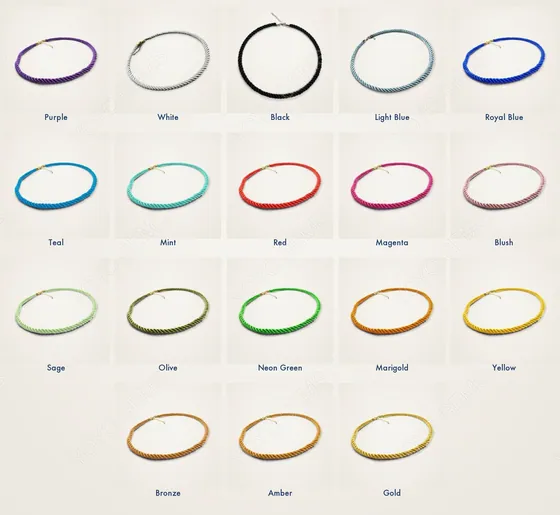 Purple White Black Light Blue Royal Blue
Teal Mint Red Magenta Blush
Sage Olive Neon Green Marigold Yellow
Bronze Amber Gold